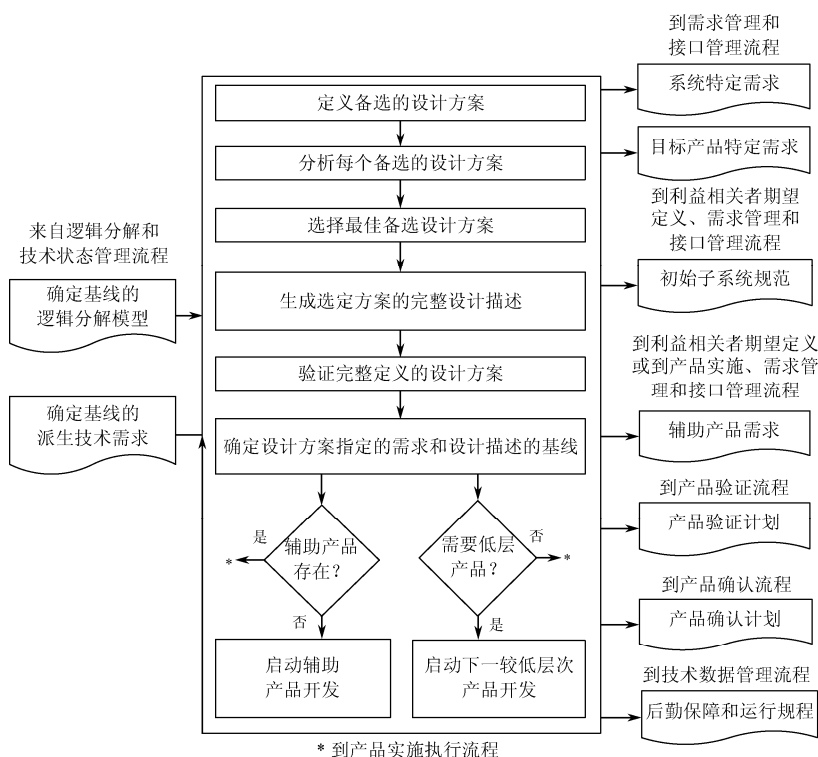 来自逻辑分解和
技术状态管理流程
确定基线的
逻辑分解模型
确定基线的
派生技术需求
定义备选的设计方案
分析每个备选的设计方案
选择最佳备选设计方案
生成选定方案的完整设计描述
验证完整定义的设计方案
确定设计方案指定的需求和设计描述的基线
是
*
辅助产品
存在？
否
启动辅助
产品开发
需要低层
产品？
否
*
是
启动下一较低层次
产品开发
到需求管理和
接口管理流程
系统特定需求
目标产品特定需求
到利益相关者期望
定义、需求管理和
接口管理流程
初始子系统规范
到利益相关者期望定义
或到产品实施、需求管
理和接口管理流程
辅助产品需求
到产品验证流程
产品验证计划
到产品确认流程
产品确认计划
到技术数据管理流程
后勤保障和运行规程
* 到产品实施执行流程